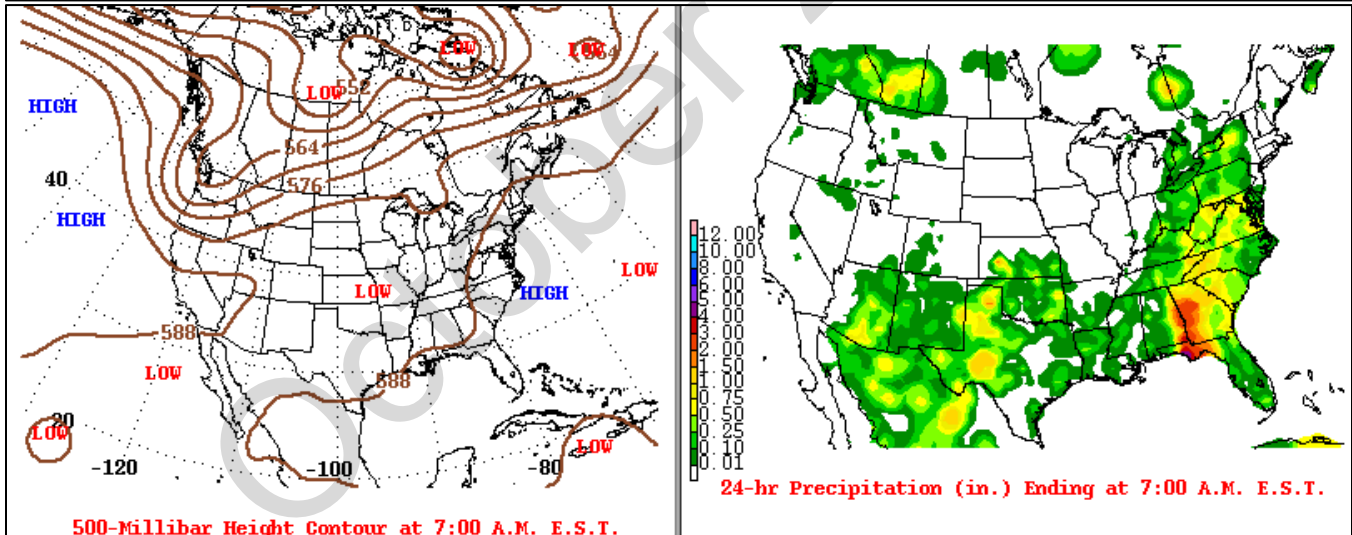 LOW
LOW
564
LOW
552
HIGH
564
40
576
HIGH
LOW
LOW
HIGH
588
LOW
588
20
LOW
LOW
-120
-100
-80
500-Millibar Height Contour at 7:00 A.M. E.S.T.
12.00
10.00
8.00
6.00
5.00
4.00
3.00
2.00
1.50
1.00
0.75
0.50
0.25
0.10
0.01
24-hr Precipitation (in.) Ending at 7:00 A.M. E.S.T.
October